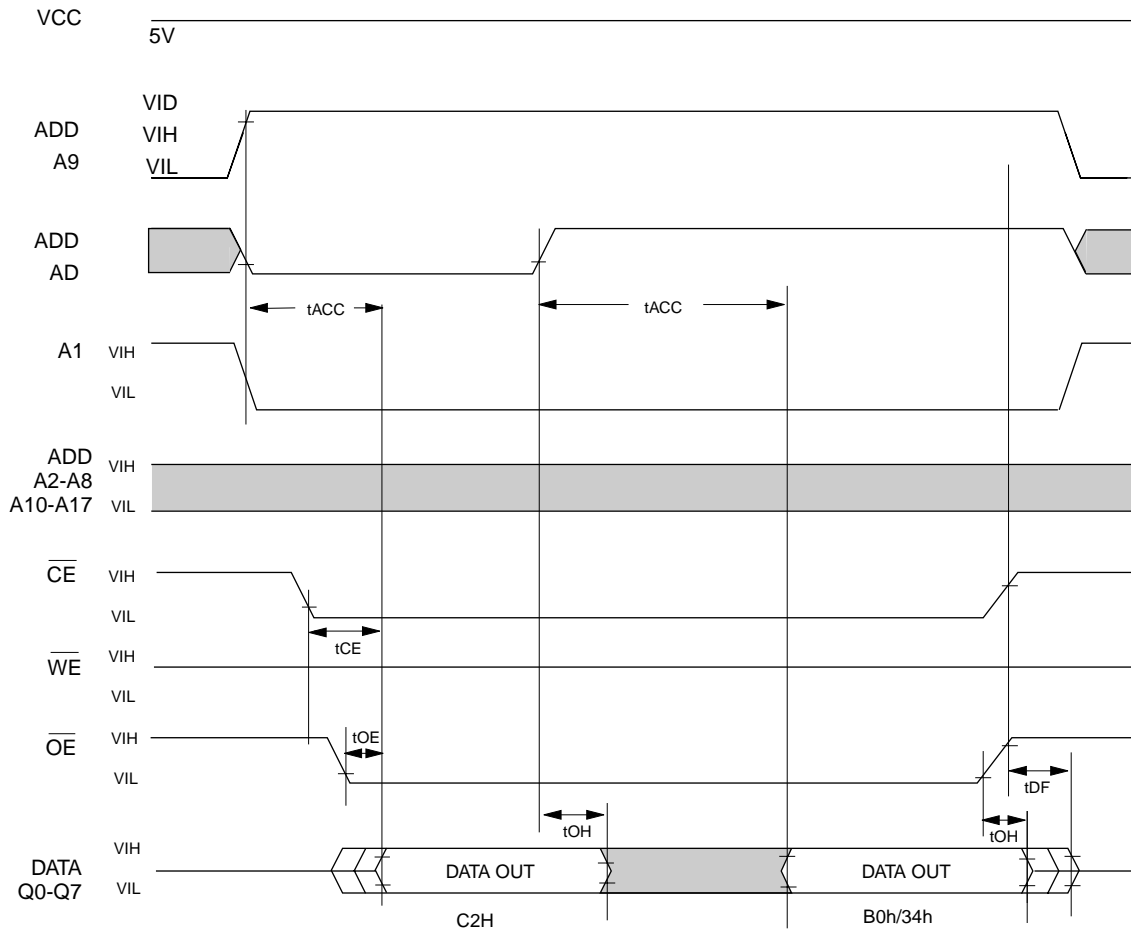 VCC
5V
VID
ADD
VIH
A9
VIL
ADD
AD
tACC
tACC
A1
VIH
VIL
ADD
VIH
A2-A8
A10-A17
VIL
CE
VIH
VIL
tCE
WE
VIH
VIL
OE
VIH
tOE
VIL
tDF
tOH
tOH
VIH
DATA
DATA OUT
DATA OUT
Q0-Q7
VIL
C2H
B0h/34h